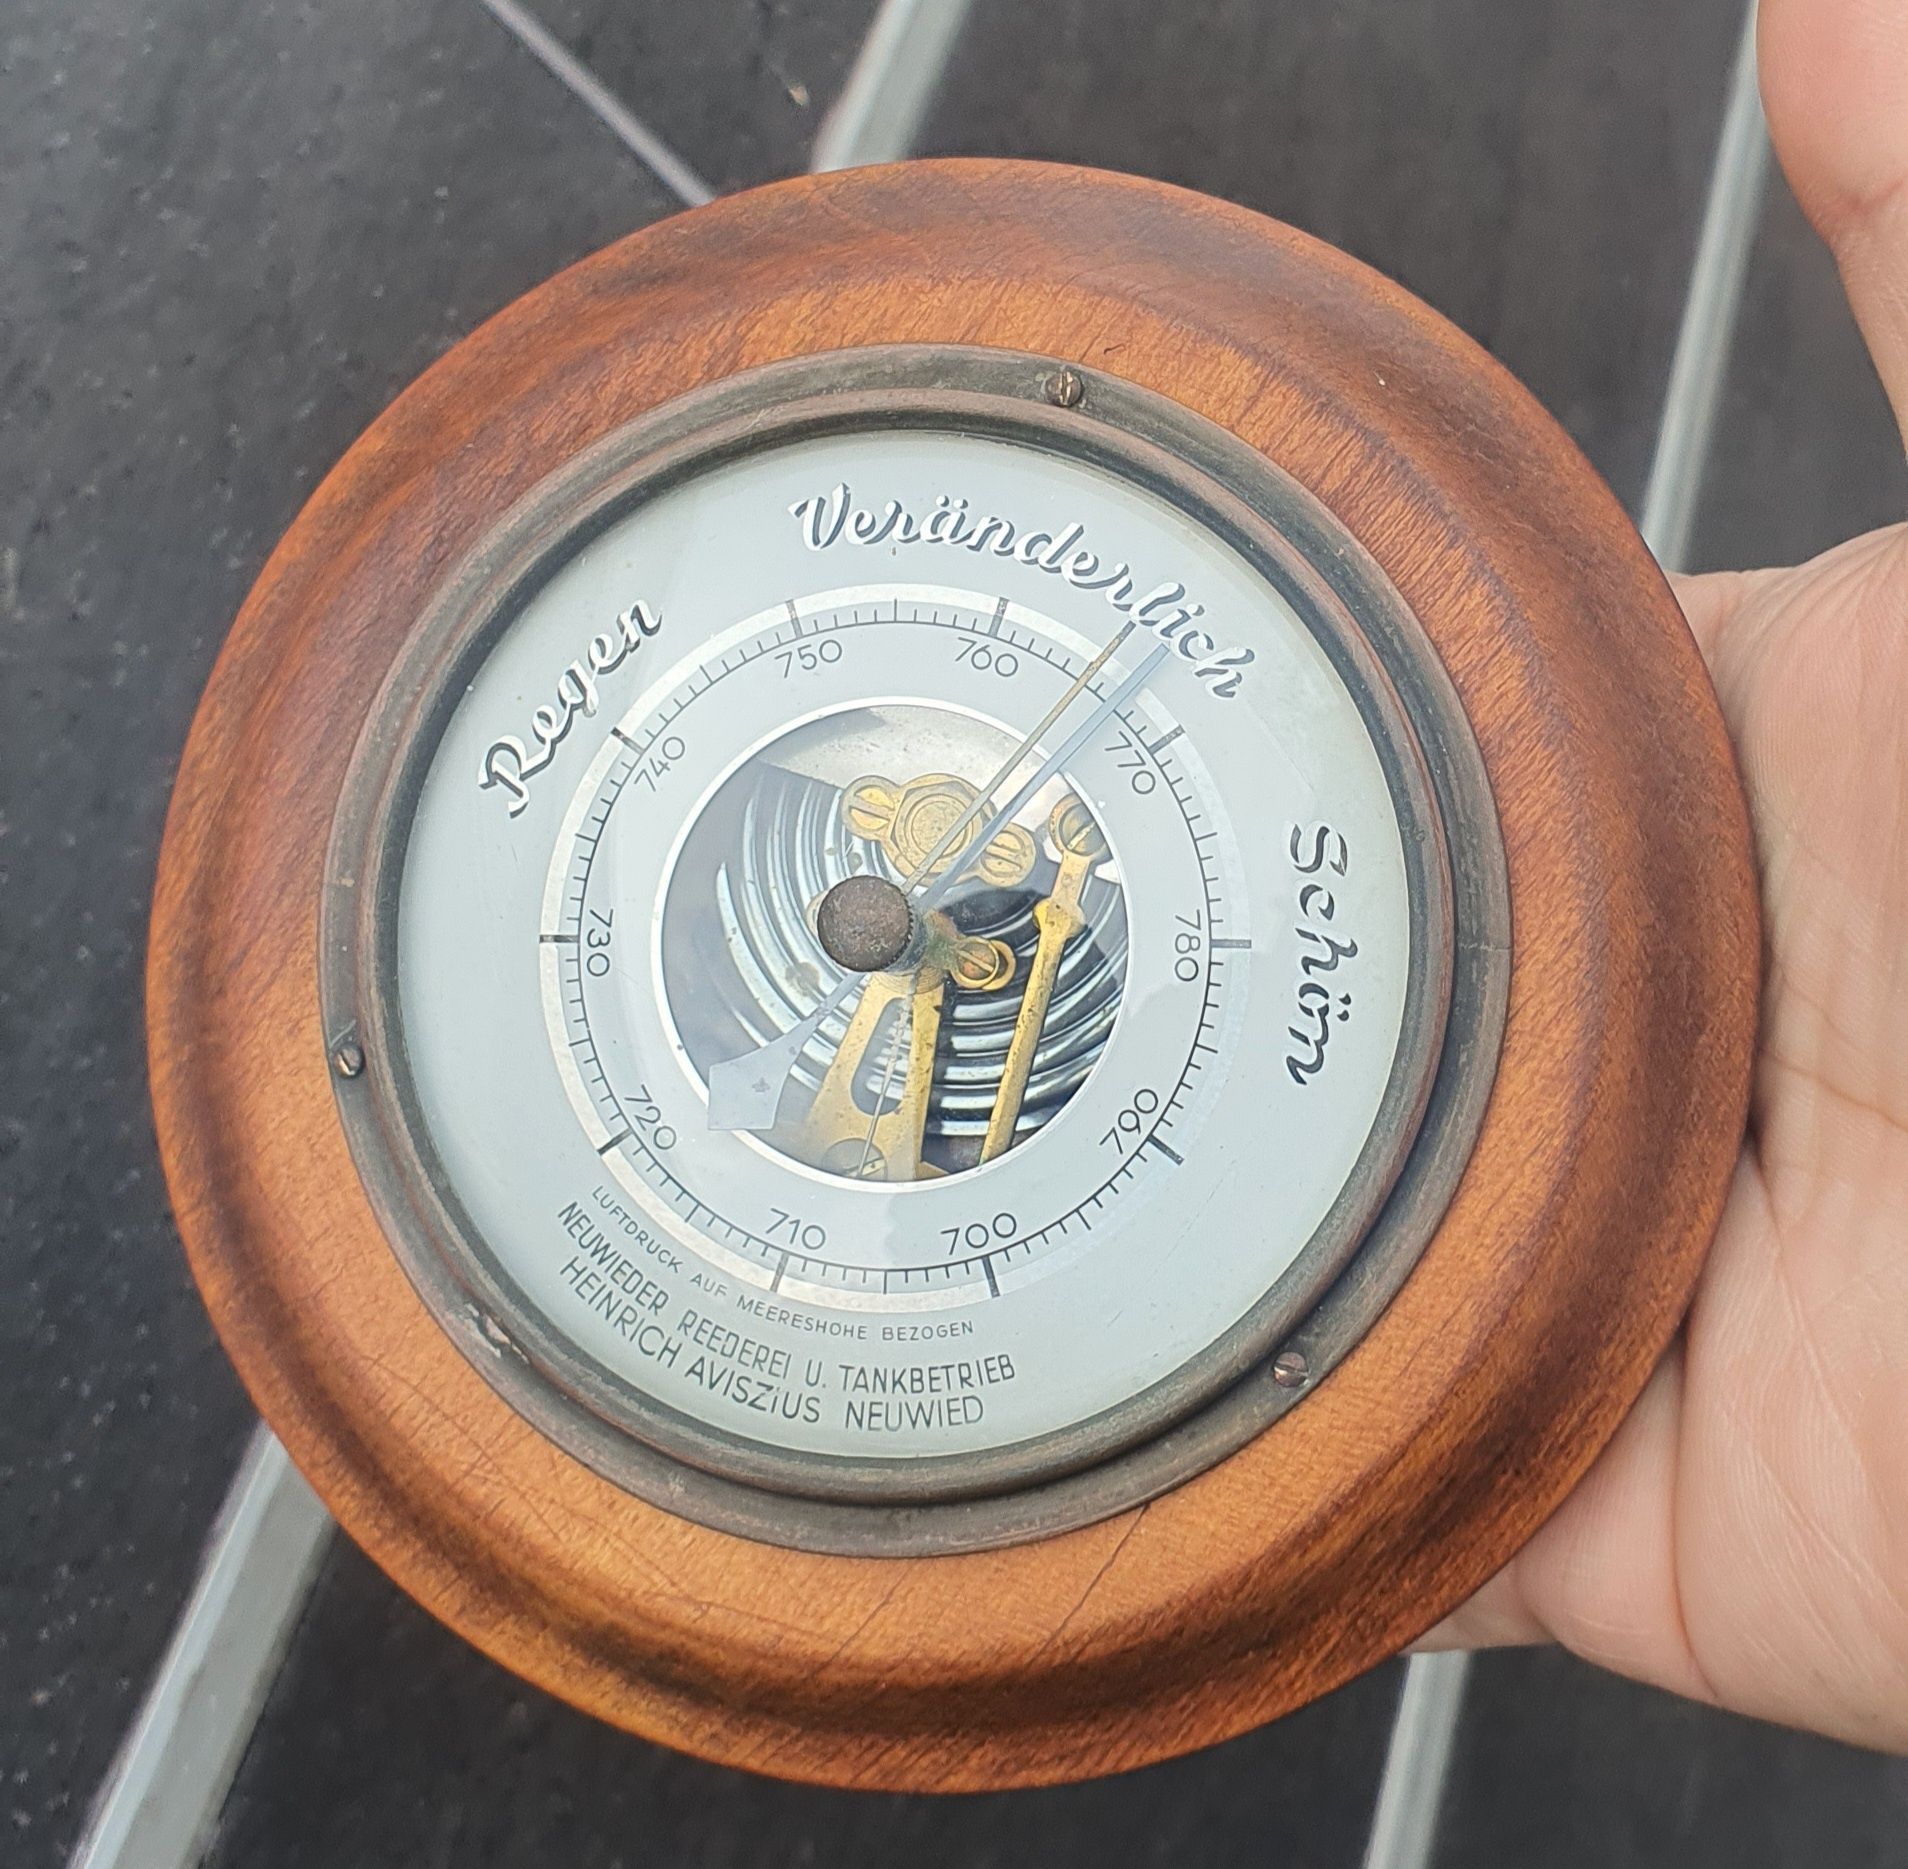 Regen
Veränderlich
Schön
700
710
720
730
740
750
760
770
780
790
LUFTDRUCK AUF MEERESHÖHE BEZOGEN
NEUWIEDER REEDEREI U. TANKBETRIEB
HEINRICH AVISZiUS NEUWIED